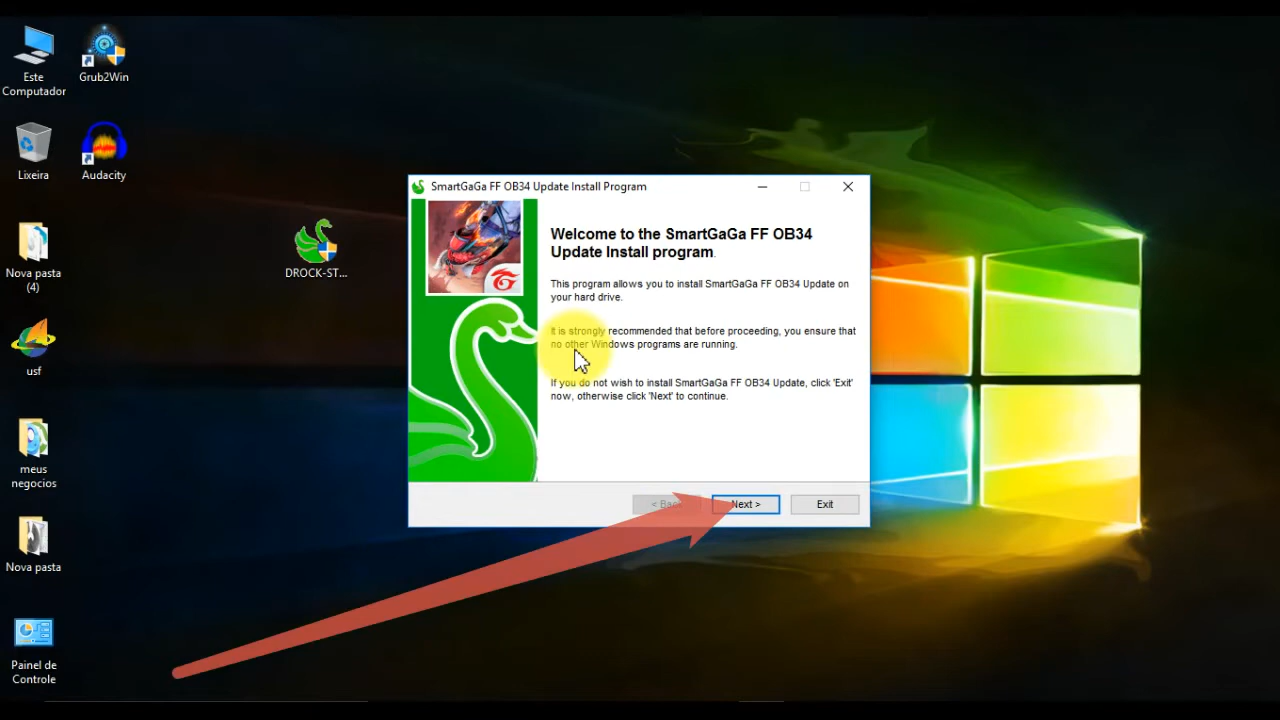 Este
Computador
Grub2Win
Lixeira
Audacity
Nova pasta
(4)
DROCK-ST...
usf
meus
negocios
Nova pasta
Painel de
Controle
SmartGaGa FF OB34 Update Install Program
Welcome to the SmartGaGa FF OB34
Update Install program.
This program allows you to install SmartGaGa FF OB34 Update on
your hard drive.
It is strongly recommended that before proceeding, you ensure that
no other Windows programs are running.
If you do not wish to install SmartGaGa FF OB34 Update, click 'Exit'
now, otherwise click 'Next' to continue.
< Back
Next >
Exit